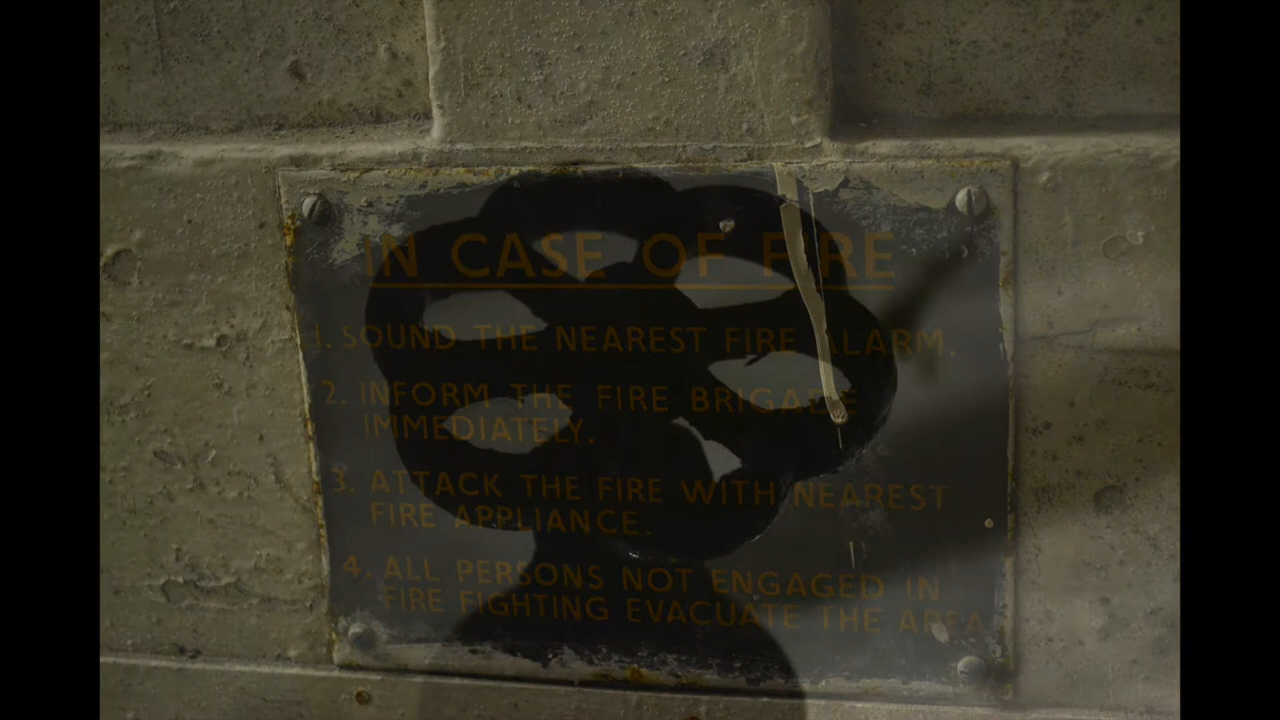 IN CASE OF FIRE
1. SOUND THE NEAREST FIRE ALARM.
2. INFORM THE FIRE BRIGADE
IMMEDIATELY.
3. ATTACK THE FIRE WITH NEAREST
FIRE APPLIANCE.
4. ALL PERSONS NOT ENGAGED IN
FIRE FIGHTING EVACUATE THE AREA